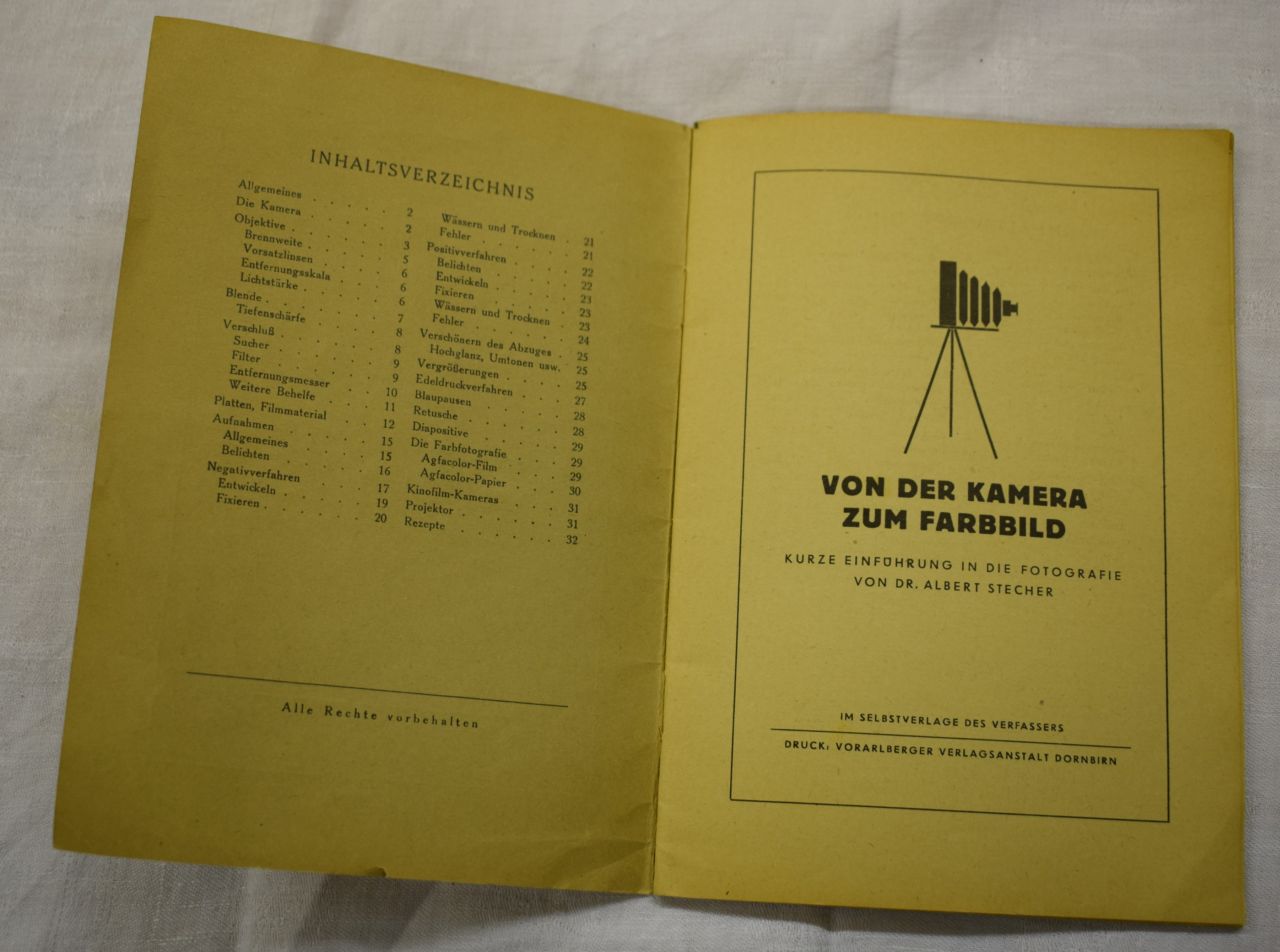 INHALTSVERZEICHNIS
Allgemeines . . . . . 2
Die Kamera . . . . . 2
Objektive . . . . . . 3
Brennweite . . . . . 5
Vorsatzlinsen . . . . 6
Entfernungsskala . . . 6
Lichtstärke . . . . . 6
Blende . . . . . . . 7
Tiefenschärfe . . . . 8
Verschluß . . . . . . 8
Sucher . . . . . . 9
Filter . . . . . . 9
Entfernungsmesser . . . 10
Weitere Behelfe . . . 11
Platten, Filmmaterial . . 12
Aufnahmen . . . . . 15
Allgemeines . . . . 15
Belichten . . . . . 16
Negativverfahren . . . 17
Entwickeln . . . . . 19
Fixieren . . . . . . 20
Wässern und Trocknen . 21
Fehler . . . . . . 21
Positivverfahren . . . . 22
Belichten . . . . . 22
Entwickeln . . . . . 23
Fixieren . . . . . 23
Wässern und Trocknen . 23
Fehler . . . . . . 24
Verschönern des Abzuges . 25
Hochglanz, Umtonen usw. 25
Vergrößerungen . . . . 25
Edeldruckverfahren . . . 27
Blaupausen . . . . . 28
Retusche . . . . . . 28
Diapositive . . . . . 29
Die Farbfotografie . . . 29
Agfacolor-Film . . . . 29
Agfacolor-Papier . . . 30
Kinofilm-Kameras . . . 31
Projektor . . . . . . 31
Rezepte . . . . . . 32
Alle Rechte vorbehalten
VON DER KAMERA
ZUM FARBBILD
KURZE EINFÜHRUNG IN DIE FOTOGRAFIE
VON DR. ALBERT STECHER
IM SELBSTVERLAGE DES VERFASSERS
DRUCK: VORARLBERGER VERLAGSANSTALT DORNBIRN